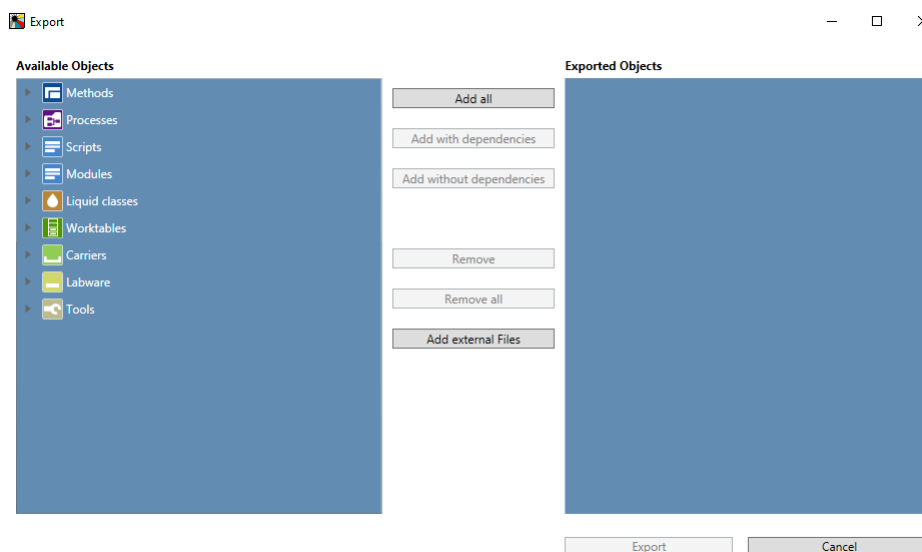 Export
Available Objects
Exported Objects
Methods
Processes
Scripts
Modules
Liquid classes
Worktables
Carriers
Labware
Tools
Add all
Add with dependencies
Add without dependencies
Remove
Remove all
Add external Files
Export
Cancel